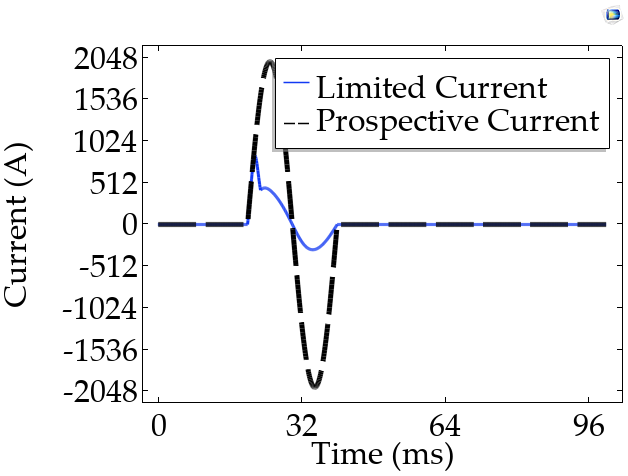 Current (A)
2048
1536
1024
512
0
-512
-1024
-1536
-2048
Limited Current
Prospective Current
0 32 64 96
Time (ms)